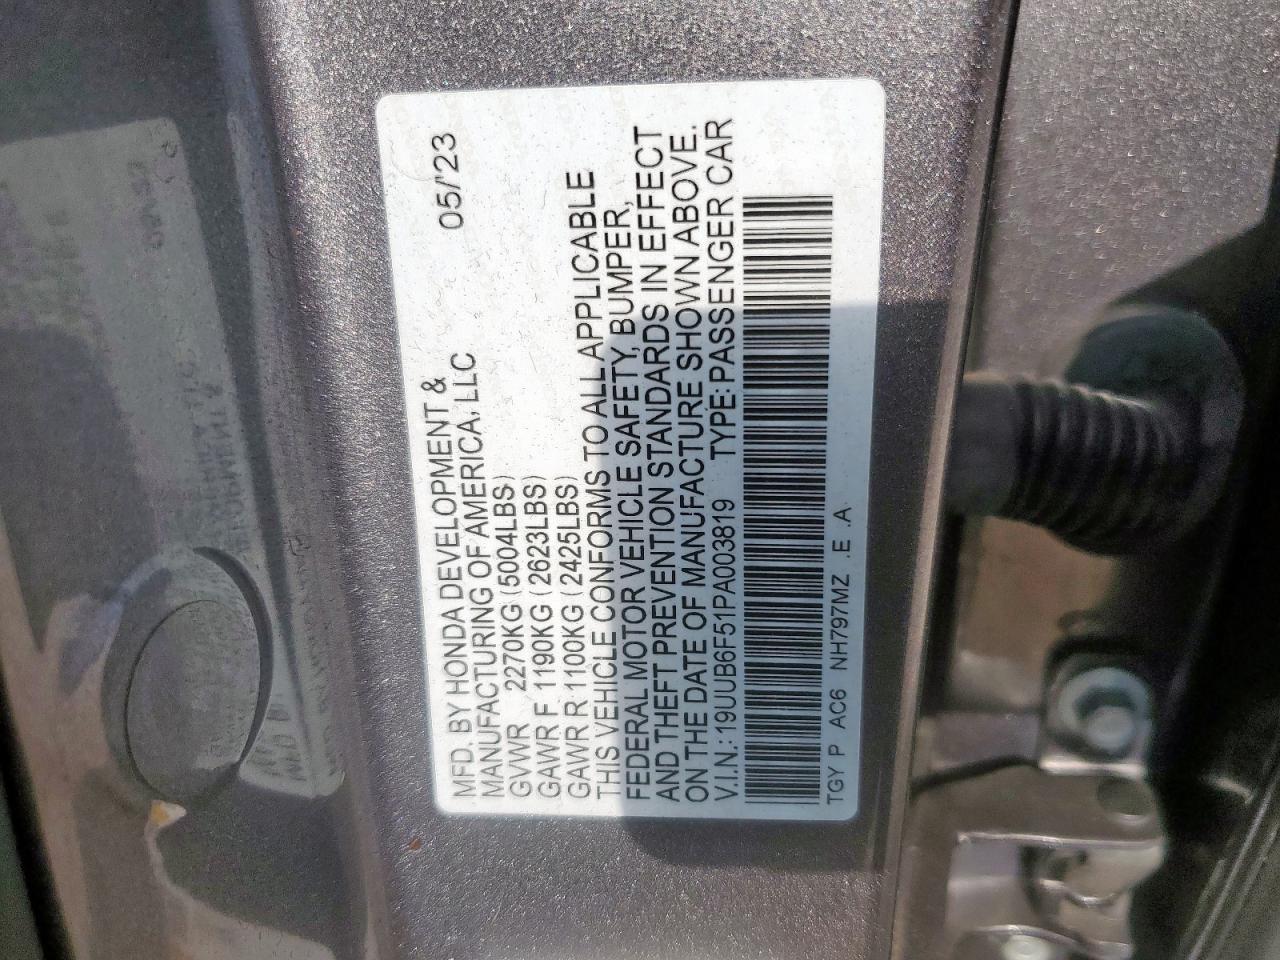 MFD. BY HONDA DEVELOPMENT & 05/'23
MANUFACTURING OF AMERICA, LLC
GVWR 2270KG (5004LBS)
GAWR F 1190KG (2623LBS)
GAWR R 1100KG (2425LBS)
THIS VEHICLE CONFORMS TO ALL APPLICABLE
FEDERAL MOTOR VEHICLE SAFETY, BUMPER,
AND THEFT PREVENTION STANDARDS IN EFFECT
ON THE DATE OF MANUFACTURE SHOWN ABOVE.
V.I.N.: 19UUB6F51PA003819 TYPE: PASSENGER CAR
TGY P AC6 NH797MZ .E .A